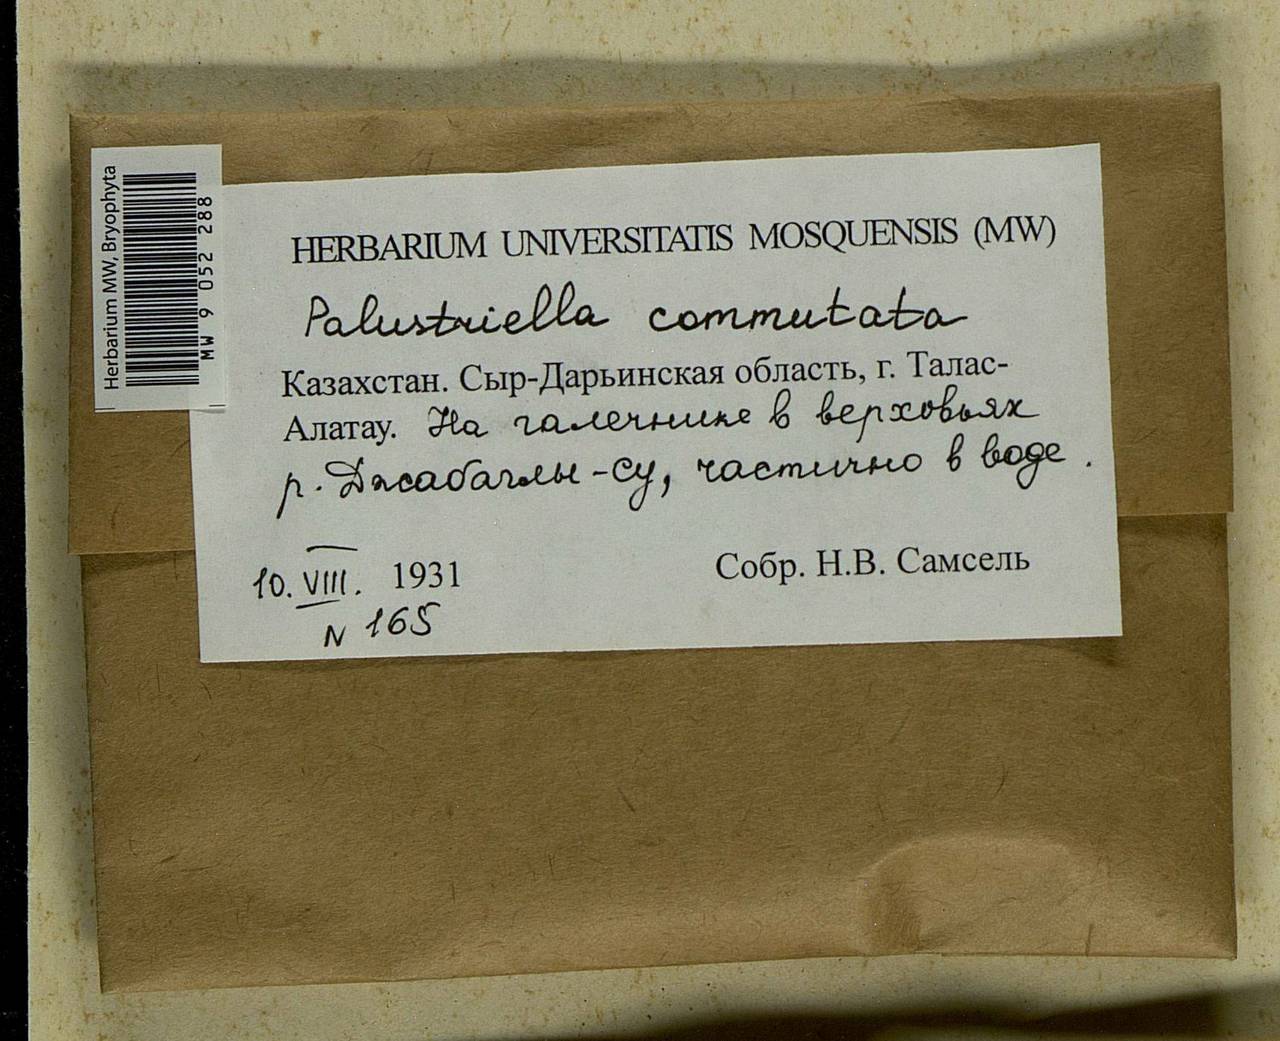 Herbarium MW, Bryophyta
MW 9 052 288
HERBARIUM UNIVERSITATIS MOSQUENSIS (MW)
Palustriella commutata
Казахстан. Сыр-Дарьинская область, г. Талас-
Алатау. На галечнике в верховьях
р. Джабаглы-су, частично в воде.
10. VIII. 1931
Собр. Н.В. Самсель
N 165